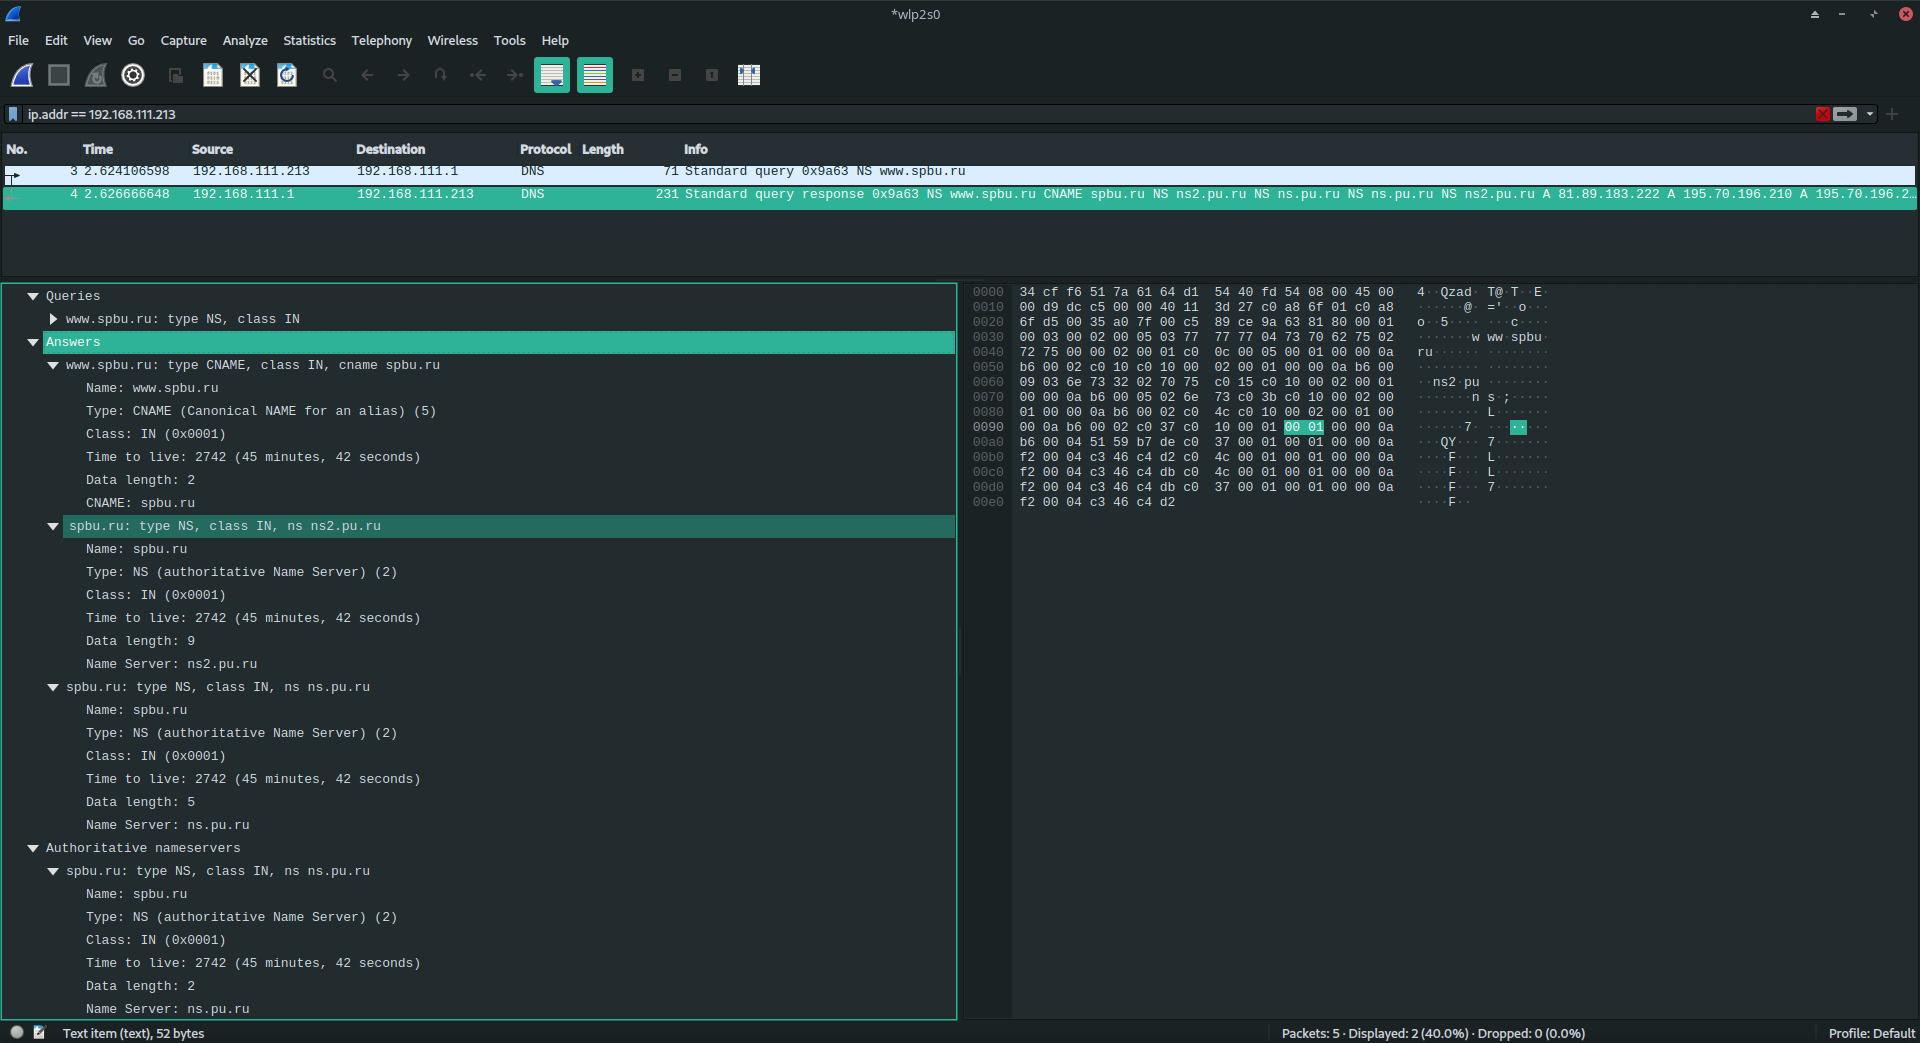 *wlp2s0
File Edit View Go Capture Analyze Statistics Telephony Wireless Tools Help
ip.addr == 192.168.111.213
No. Time Source Destination Protocol Length Info
3 2.624106598 192.168.111.213 192.168.111.1 DNS 71 Standard query 0x9a63 NS www.spbu.ru
4 2.626666648 192.168.111.1 192.168.111.213 DNS 231 Standard query response 0x9a63 NS www.spbu.ru CNAME spbu.ru NS ns2.pu.ru NS ns.pu.ru NS ns.pu.ru NS ns2.pu.ru A 81.89.183.222 A 195.70.196.210 A 195.70.196.2…
Queries
www.spbu.ru: type NS, class IN
Answers
www.spbu.ru: type CNAME, class IN, cname spbu.ru
Name: www.spbu.ru
Type: CNAME (Canonical NAME for an alias) (5)
Class: IN (0x0001)
Time to live: 2742 (45 minutes, 42 seconds)
Data length: 2
CNAME: spbu.ru
spbu.ru: type NS, class IN, ns ns2.pu.ru
Name: spbu.ru
Type: NS (authoritative Name Server) (2)
Class: IN (0x0001)
Time to live: 2742 (45 minutes, 42 seconds)
Data length: 9
Name Server: ns2.pu.ru
spbu.ru: type NS, class IN, ns ns.pu.ru
Name: spbu.ru
Type: NS (authoritative Name Server) (2)
Class: IN (0x0001)
Time to live: 2742 (45 minutes, 42 seconds)
Data length: 5
Name Server: ns.pu.ru
Authoritative nameservers
spbu.ru: type NS, class IN, ns ns.pu.ru
Name: spbu.ru
Type: NS (authoritative Name Server) (2)
Class: IN (0x0001)
Time to live: 2742 (45 minutes, 42 seconds)
Data length: 2
Name Server: ns.pu.ru
0000 34 cf f6 51 7a 61 64 d1 54 40 fd 54 08 00 45 00 4··Qzad· T@·T··E·
0010 00 d9 dc c5 00 00 40 11 3d 27 c0 a8 6f 01 c0 a8 ······@· ='··o···
0020 6f d5 00 35 a0 7f 00 c5 89 ce 9a 63 81 80 00 01 o··5···· ···c····
0030 00 03 00 02 00 05 03 77 77 77 04 73 70 62 75 02 ·······w ww·spbu·
0040 72 75 00 00 02 00 01 c0 0c 00 05 00 01 00 00 0a ru······ ········
0050 b6 00 02 c0 10 c0 10 00 02 00 01 00 00 0a b6 00 ········ ········
0060 09 03 6e 73 32 02 70 75 c0 15 c0 10 00 02 00 01 ··ns2·pu ········
0070 00 00 0a b6 00 05 02 6e 73 c0 3b c0 10 00 02 00 ·······n s·;·····
0080 01 00 00 0a b6 00 02 c0 4c c0 10 00 02 00 01 00 ········ L·······
0090 00 0a b6 00 02 c0 37 c0 10 00 01 00 01 00 00 0a ······7· ········
00a0 b6 00 04 51 59 b7 de c0 37 00 01 00 01 00 00 0a ···QY··· 7·······
00b0 f2 00 04 c3 46 c4 d2 c0 4c 00 01 00 01 00 00 0a ····F··· L·······
00c0 f2 00 04 c3 46 c4 db c0 4c 00 01 00 01 00 00 0a ····F··· L·······
00d0 f2 00 04 c3 46 c4 db c0 37 00 01 00 01 00 00 0a ····F··· 7·······
00e0 f2 00 04 c3 46 c4 d2 ····F··
Text item (text), 52 bytes
Packets: 5 · Displayed: 2 (40.0%) · Dropped: 0 (0.0%)
Profile: Default